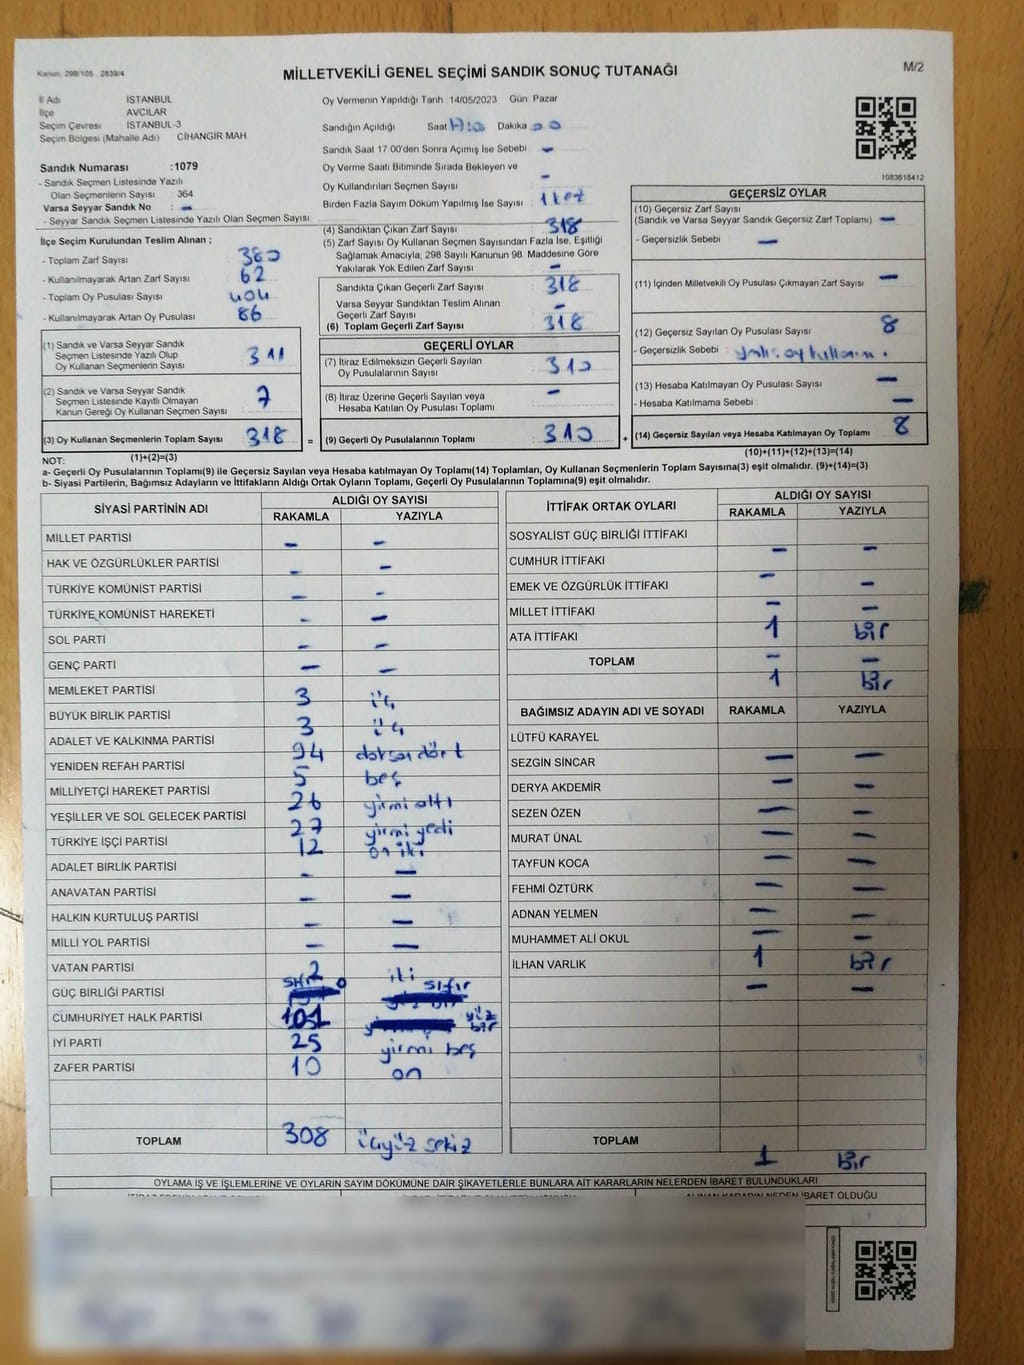 Kanun. 298/105 , 2839/4
MİLLETVEKİLİ GENEL SEÇİMİ SANDIK SONUÇ TUTANAĞI
M/2
İl Adı İSTANBUL
İlçe AVCILAR
Seçim Çevresi İSTANBUL-3
Seçim Bölgesi (Mahalle Adı) CİHANGİR MAH
Sandık Numarası :1079
- Sandık Seçmen Listesinde Yazılı
Olan Seçmenlerin Sayısı : 364
Varsa Seyyar Sandık No : -
- Seyyar Sandık Seçmen Listesinde Yazılı Olan Seçmen Sayısı:
Oy Vermenin Yapıldığı Tarih 14/05/2023 Gün: Pazar
Sandığın Açıldığı Saat Dakika 00
Sandık Saat 17 00'den Sonra Açılmış İse Sebebi -
Oy Verme Saati Bitiminde Sırada Bekleyen ve
Oy Kullandırılan Seçmen Sayısı -
Birden Fazla Sayım Döküm Yapılmış İse Sayısı
1083618412
İlçe Seçim Kurulundan Teslim Alınan ;
- Toplam Zarf Sayısı 380
- Kullanılmayarak Artan Zarf Sayısı 62
- Toplam Oy Pusulası Sayısı 404
- Kullanılmayarak Artan Oy Pusulası 86
(4) Sandıktan Çıkan Zarf Sayısı 318
(5) Zarf Sayısı Oy Kullanan Seçmen Sayısından Fazla İse, Eşitliği
Sağlamak Amacıyla, 298 Sayılı Kanunun 98. Maddesine Göre
Yakılarak Yok Edilen Zarf Sayısı -
Sandıkta Çıkan Geçerli Zarf Sayısı 318
Varsa Seyyar Sandıktan Teslim Alınan
Geçerli Zarf Sayısı -
(6) Toplam Geçerli Zarf Sayısı 318
GEÇERSİZ OYLAR
(10) Geçersiz Zarf Sayısı
(Sandık ve Varsa Seyyar Sandık Geçersiz Zarf Toplamı) -
- Geçersizlik Sebebi -
(11) İçinden Milletvekili Oy Pusulası Çıkmayan Zarf Sayısı -
(12) Geçersiz Sayılan Oy Pusulası Sayısı 8
- Geçersizlik Sebebi :
(13) Hesaba Katılmayan Oy Pusulası Sayısı -
- Hesaba Katılmama Sebebi : -
(14) Geçersiz Sayılan veya Hesaba Katılmayan Oy Toplamı 8
(10)+(11)+(12)+(13)=(14)
(1) Sandık ve Varsa Seyyar Sandık
Seçmen Listesinde Yazılı Olup
Oy Kullanan Seçmenlerin Sayısı 311
(2) Sandık ve Varsa Seyyar Sandık
Seçmen Listesinde Kayıtlı Olmayan
Kanun Gereği Oy Kullanan Seçmen Sayısı 7
(3) Oy Kullanan Seçmenlerin Toplam Sayısı 318 =
GEÇERLİ OYLAR
(7) İtiraz Edilmeksizin Geçerli Sayılan
Oy Pusulalarının Sayısı 310
(8) İtiraz Üzerine Geçerli Sayılan veya
Hesaba Katılan Oy Pusulası Toplamı -
(9) Geçerli Oy Pusulalarının Toplamı 310 +
NOT: (1)+(2)=(3)
a- Geçerli Oy Pusulalarının Toplamı(9) ile Geçersiz Sayılan veya Hesaba katılmayan Oy Toplamı(14) Toplamları, Oy Kullanan Seçmenlerin Toplam Sayısına(3) eşit olmalıdır. (9)+(14)=(3)
b- Siyasi Partilerin, Bağımsız Adayların ve İttifakların Aldığı Ortak Oyların Toplamı, Geçerli Oy Pusulalarının Toplamına(9) eşit olmalıdır.
SİYASİ PARTİNİN ADI ALDIĞI OY SAYISI
RAKAMLA YAZIYLA
MİLLET PARTİSİ - -
HAK VE ÖZGÜRLÜKLER PARTİSİ - -
TÜRKİYE KOMÜNİST PARTİSİ - -
TÜRKİYE KOMÜNİST HAREKETİ - -
SOL PARTİ - -
GENÇ PARTİ - -
MEMLEKET PARTİSİ 3 üç
BÜYÜK BİRLİK PARTİSİ 3 üç
ADALET VE KALKINMA PARTİSİ 94 doksan dört
YENİDEN REFAH PARTİSİ 5 beş
MİLLİYETÇİ HAREKET PARTİSİ 26 yirmi altı
YEŞİLLER VE SOL GELECEK PARTİSİ 27 yirmi yedi
TÜRKİYE İŞÇİ PARTİSİ 12 on iki
ADALET BİRLİK PARTİSİ - -
ANAVATAN PARTİSİ - -
HALKIN KURTULUŞ PARTİSİ - -
MİLLİ YOL PARTİSİ - -
VATAN PARTİSİ 2 iki
GÜÇ BİRLİĞİ PARTİSİ sıfır 0 sıfır
CUMHURİYET HALK PARTİSİ 101 yüz bir
İYİ PARTİ 25 yirmi beş
ZAFER PARTİSİ 10 on
TOPLAM 308 üçyüz sekiz
İTTİFAK ORTAK OYLARI ALDIĞI OY SAYISI
RAKAMLA YAZIYLA
SOSYALİST GÜÇ BİRLİĞİ İTTİFAKI - -
CUMHUR İTTİFAKI - -
EMEK VE ÖZGÜRLÜK İTTİFAKI - -
MİLLET İTTİFAKI 1 bir
ATA İTTİFAKI - -
TOPLAM 1 Bir
BAĞIMSIZ ADAYIN ADI VE SOYADI RAKAMLA YAZIYLA
LÜTFÜ KARAYEL - -
SEZGİN SİNCAR - -
DERYA AKDEMİR - -
SEZEN ÖZEN - -
MURAT ÜNAL - -
TAYFUN KOCA - -
FEHMİ ÖZTÜRK - -
ADNAN YELMEN - -
MUHAMMET ALİ OKUL 1 bir
İLHAN VARLIK - -
TOPLAM 1 Bir
OYLAMA İŞ VE İŞLEMLERİNE VE OYLARIN SAYIM DÖKÜMÜNE DAİR ŞİKAYETLERLE BUNLARA AİT KARARLARIN NELERDEN İBARET BULUNDUKLARI
ALINAN KARARIN NEDEN İBARET OLDUĞU